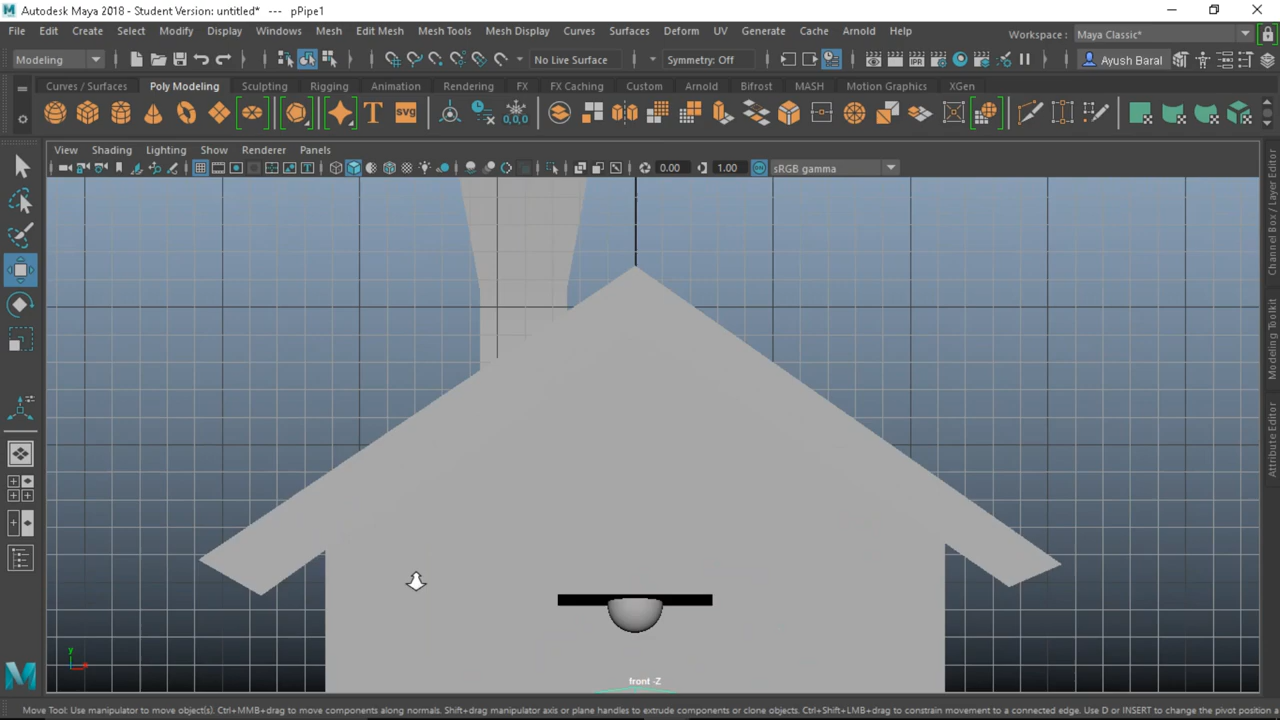 Autodesk Maya 2018 - Student Version: untitled* --- pPipe1
File Edit Create Select Modify Display Windows Mesh Edit Mesh Mesh Tools Mesh Display Curves Surfaces Deform UV Generate Cache Arnold Help Workspace : Maya Classic*
Modeling No Live Surface Symmetry: Off Ayush Baral
Curves / Surfaces Poly Modeling Sculpting Rigging Animation Rendering FX FX Caching Custom Arnold Bifrost MASH Motion Graphics XGen
T SVG 0,0,0
View Shading Lighting Renderer Show Panels
0.00 1.00 sRGB gamma
Channel Box / Layer Editor
Modeling Toolkit
Attribute Editor
y
front -Z
M
Move Tool: Use manipulator to move object(s). Ctrl+MMB+drag to move components along normals. Shift+drag manipulator axis or plane handles to extrude components or clone objects. Ctrl+Shift+LMB+drag to constrain movement to a connected edge. Use D or INSERT to change the pivot position a